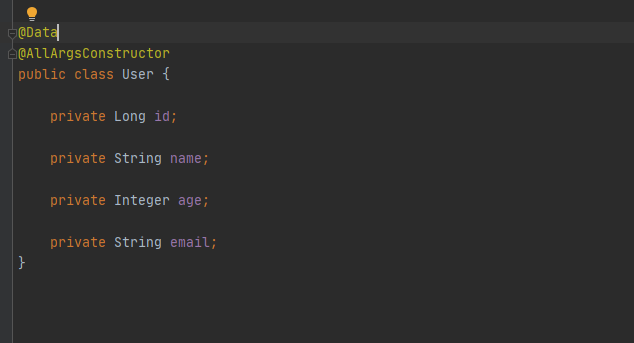 @Data
@AllArgsConstructor
public class User {
    private Long id;
    private String name;
    private Integer age;
    private String email;
}